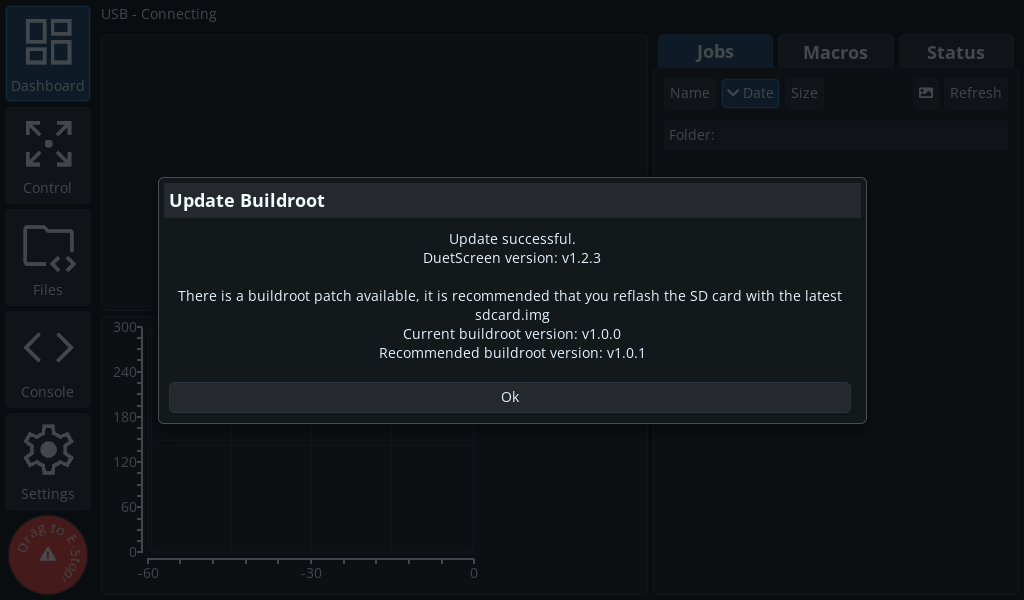 USB - Connecting
Dashboard
Control
Files
Console
Settings
Drag to E-Stop!
Jobs
Macros
Status
Name
Date
Size
Refresh
Folder:
Update Buildroot
Update successful.
DuetScreen version: v1.2.3
There is a buildroot patch available, it is recommended that you reflash the SD card with the latest
sdcard.img
Current buildroot version: v1.0.0
Recommended buildroot version: v1.0.1
Ok
300
240
180
120
60
0
-60
-30
0